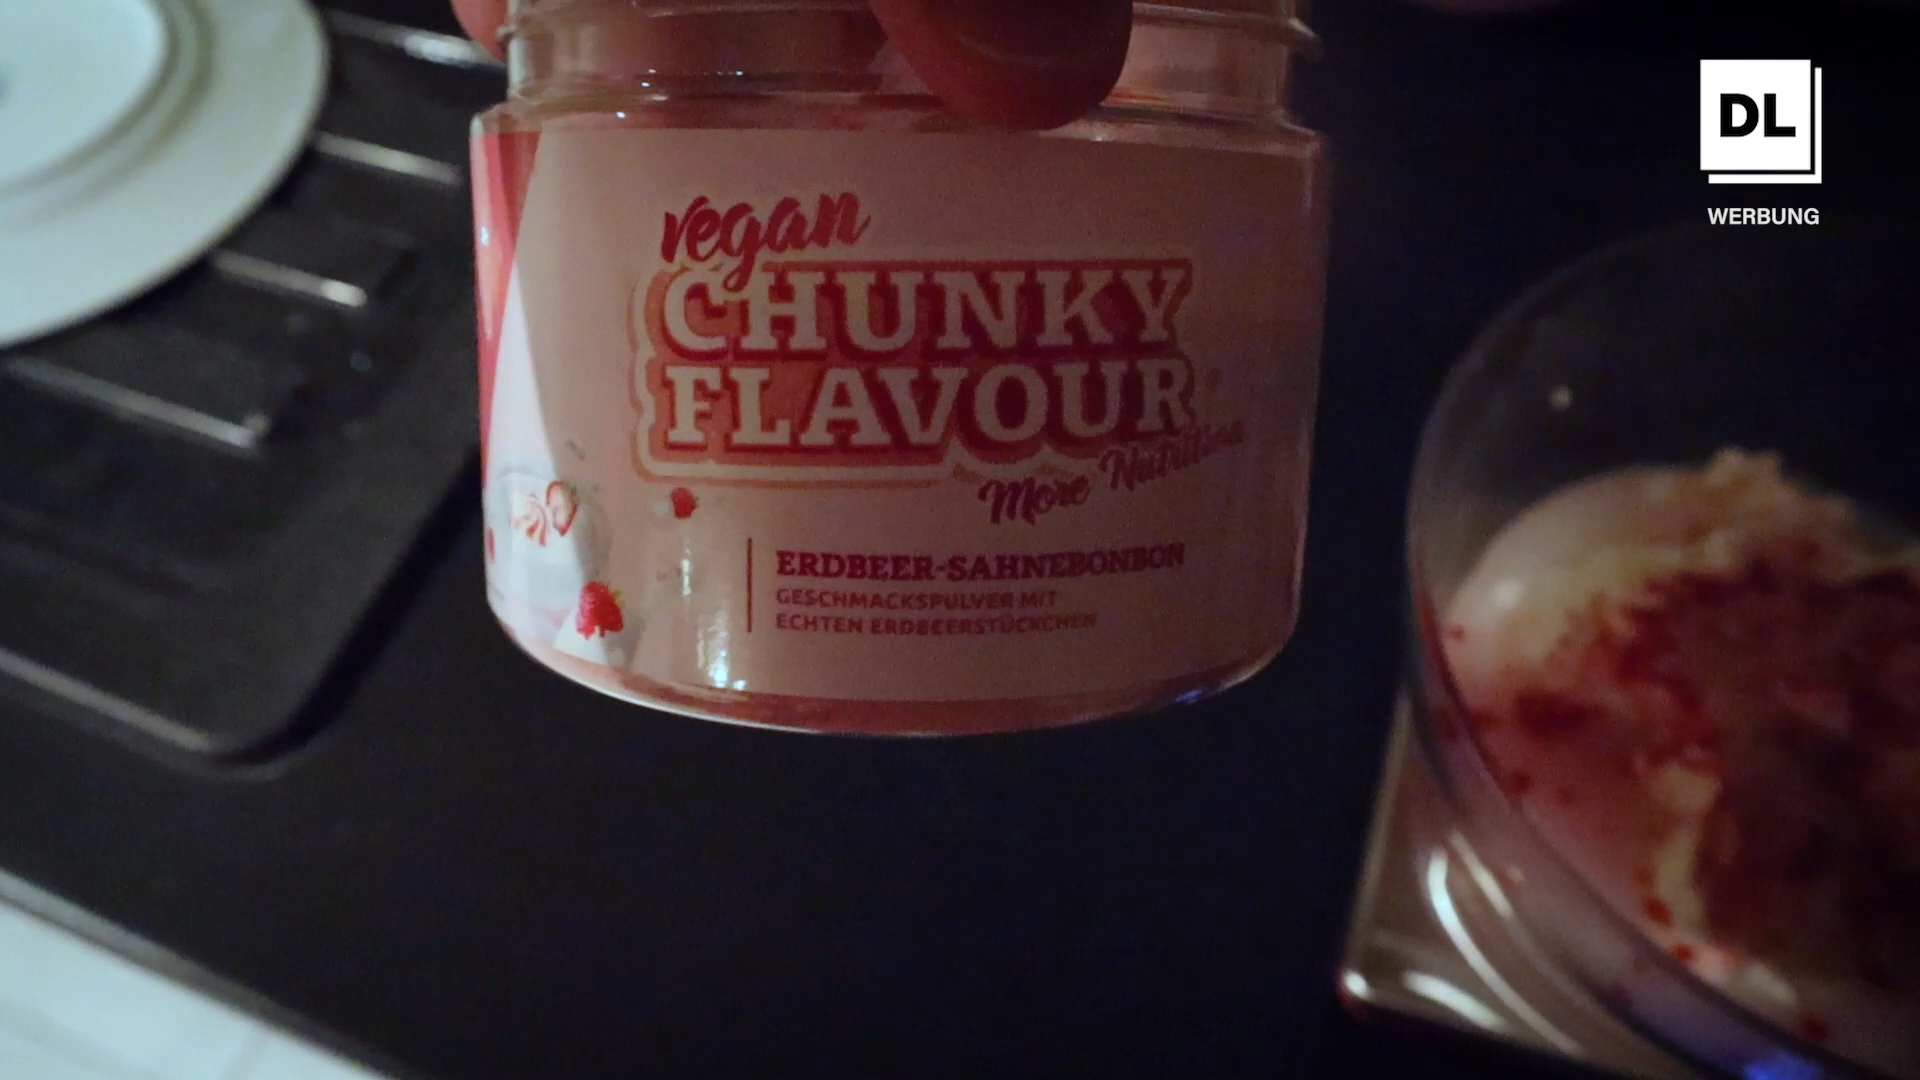 DL
WERBUNG
vegan
CHUNKY
FLAVOUR
More Nutrition
ERDBEER-SAHNEBONBON
GESCHMACKSPULVER MIT
ECHTEN ERDBEERSTÜCKCHEN